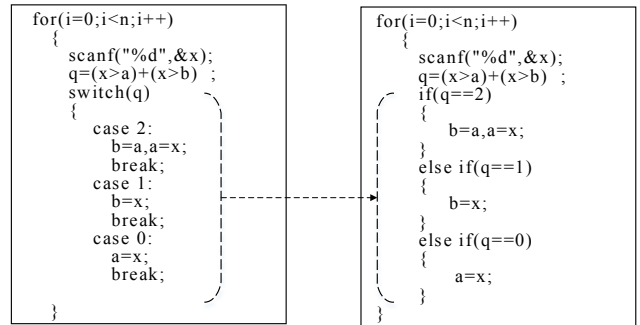 for(i=0;i<n;i++)
{
scanf("%d",&x);
q=(x>a)+(x>b) ;
switch(q)
{
case 2:
b=a,a=x;
break;
case 1:
b=x;
break;
case 0:
a=x;
break;
}
for(i=0;i<n;i++)
{
scanf("%d",&x);
q=(x>a)+(x>b) ;
if(q==2)
{
b=a,a=x;
}
else if(q==1)
{
b=x;
}
else if(q==0)
{
a=x;
}
}